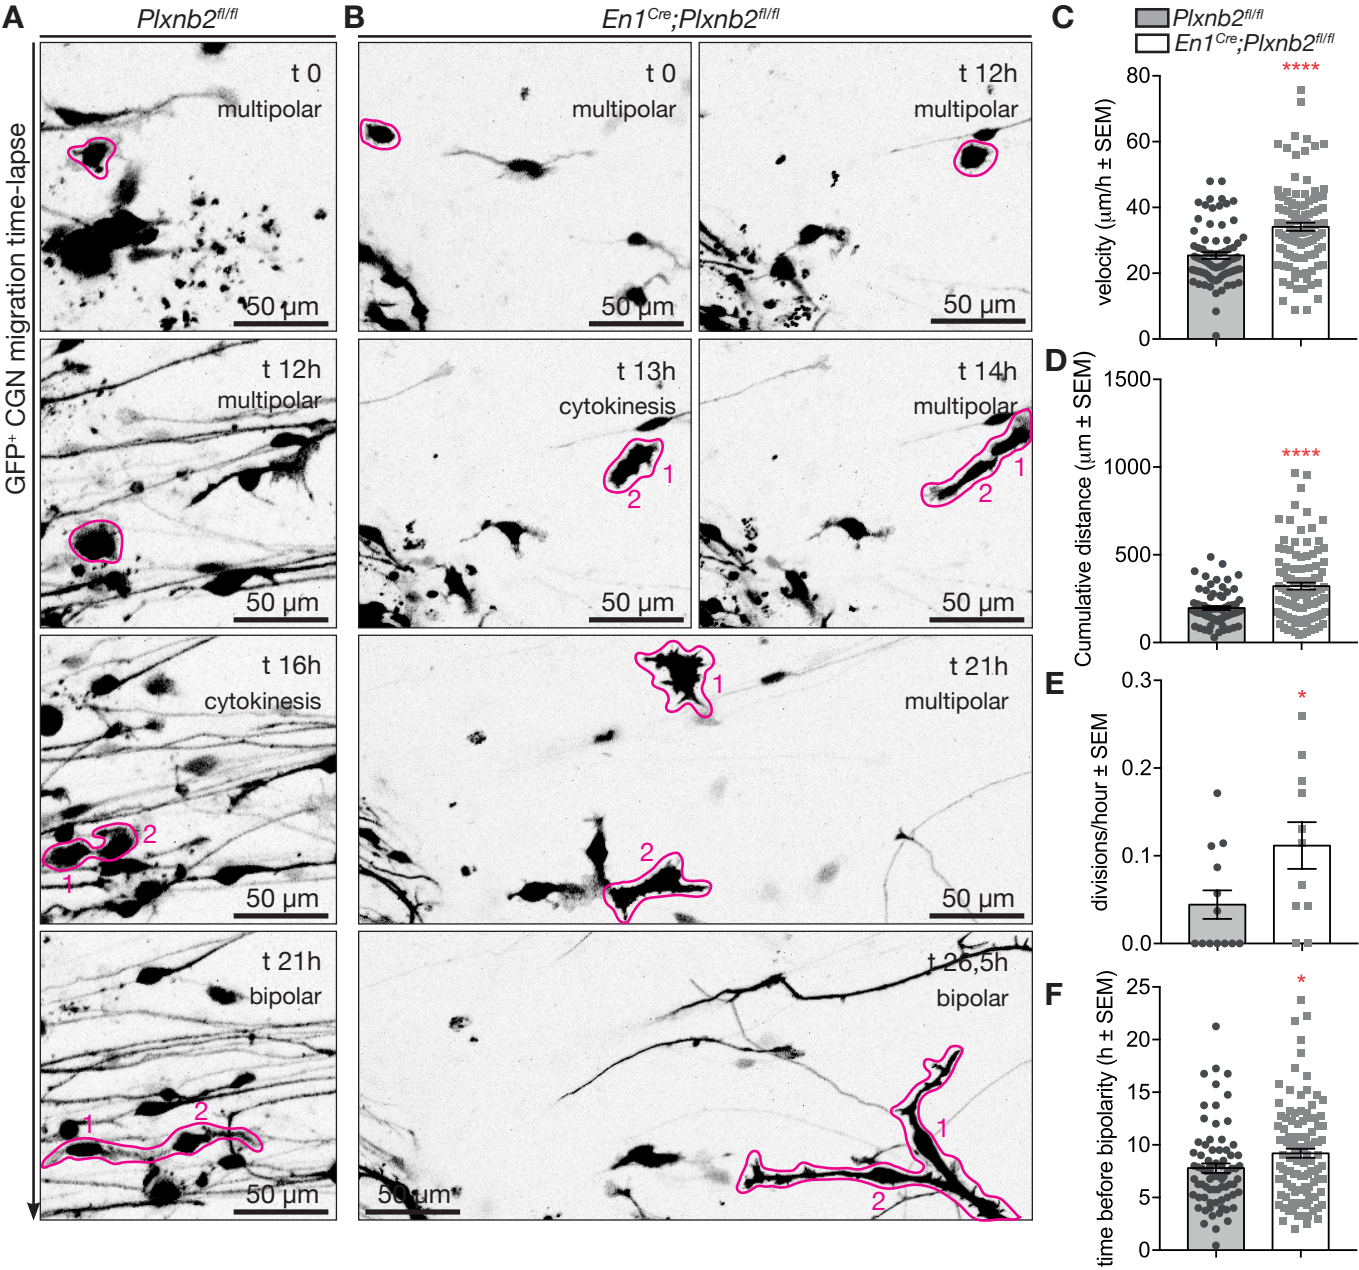 A
Plxnb2fl/fl
B
En1Cre;Plxnb2fl/fl
GFP+ CGN migration time-lapse
t 0
multipolar
50 µm
t 0
multipolar
50 µm
t 12h
multipolar
50 µm
t 12h
multipolar
50 µm
t 13h
cytokinesis
1
2
50 µm
t 14h
multipolar
1
2
50 µm
t 16h
cytokinesis
2
1
50 µm
t 21h
multipolar
1
2
50 µm
t 21h
bipolar
1
2
50 µm
t 26,5h
bipolar
1
2
50 µm
C
Plxnb2fl/fl
En1Cre;Plxnb2fl/fl
velocity (µm/h ± SEM)
80
60
40
20
0
****
D
Cumulative distance (µm ± SEM)
1500
1000
500
0
****
E
divisions/hour ± SEM
0.3
0.2
0.1
0.0
*
F
time before bipolarity (h ± SEM)
25
20
15
10
5
0
*